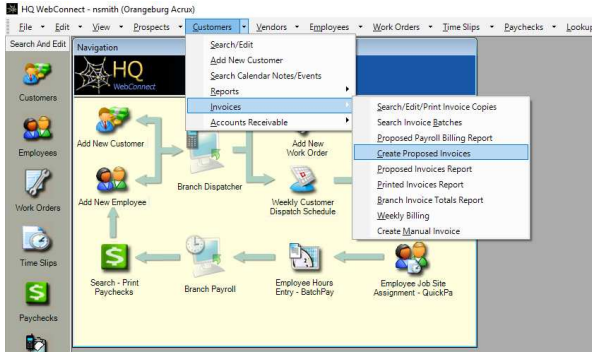 HQ WebConnect - nsmith (Orangeburg Acrux)
File Edit View Prospects Customers Vendors Employees Work Orders Time Slips Paychecks Lookup
Search And Edit
Navigation
Search/Edit
Add New Customer
Search Calendar Notes/Events
Reports
Invoices
Accounts Receivable
Search/Edit/Print Invoice Copies
Search Invoice Batches
Proposed Payroll Billing Report
Create Proposed Invoices
Proposed Invoices Report
Printed Invoices Report
Branch Invoice Totals Report
Weekly Billing
Create Manual Invoice
HQ
WebConnect
Customers
Employees
Work Orders
Time Slips
Paychecks
Add New Customer
Branch Dispatcher
Add New
Work Order
Add New Employee
Weekly Customer
Dispatch Schedule
Search - Print
Paychecks
Branch Payroll
Employee Hours
Entry - BatchPay
Employee Job Site
Assignment - QuickPa